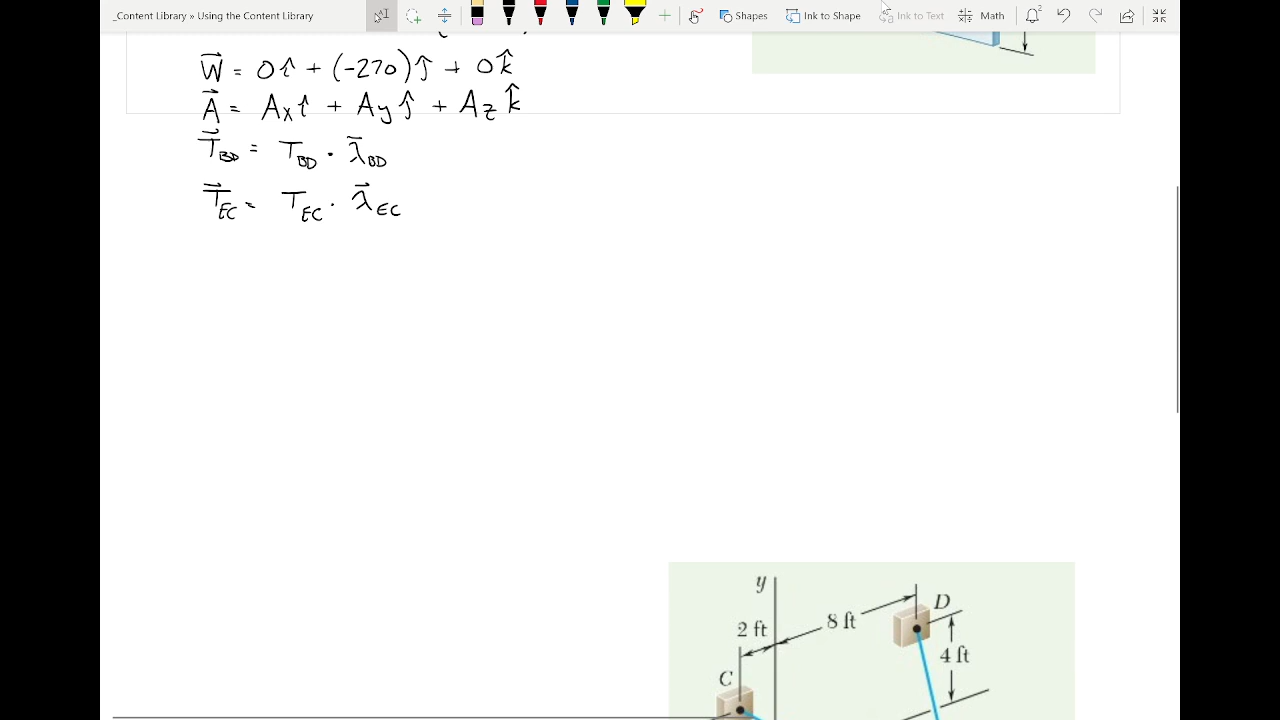 _Content Library » Using the Content Library
Shapes
Ink to Shape
Ink to Text
Math
W⃗ = 0î + (-270)ĵ + 0k̂
A⃗ = Axî + Ayĵ + Azk̂
T⃗BD = TBD · λ̄BD
T⃗EC = TEC · λ⃗EC
y
D
8 ft
2 ft
4 ft
C